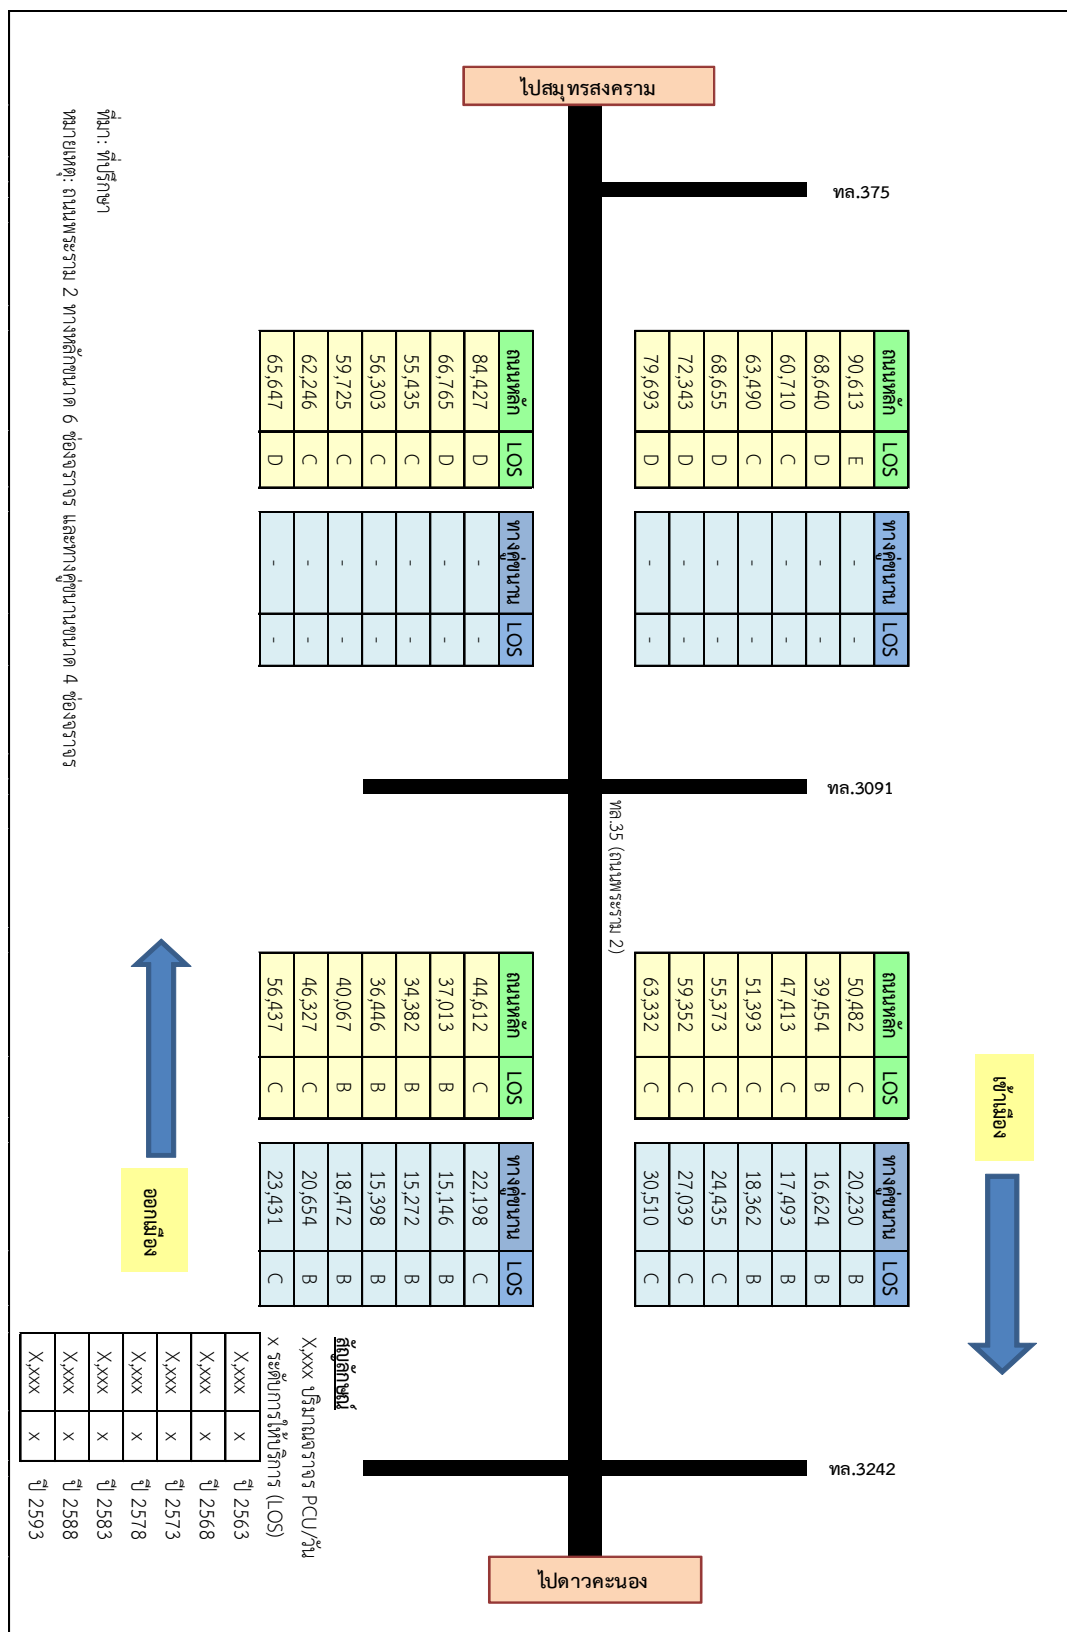 ไปสมุทรสงคราม
ทล.375
ถนนหลัก LOS ทางคู่ขนาน LOS
90,613 E - -
68,640 D - -
60,710 C - -
63,490 C - -
68,655 D - -
72,343 D - -
79,693 D - -
ถนนหลัก LOS ทางคู่ขนาน LOS
84,427 D - -
66,765 D - -
55,435 C - -
56,303 C - -
59,725 C - -
62,246 C - -
65,647 D - -
ทล.3091
ทล.35 (ถนนพระราม 2)
เข้าเมือง
ถนนหลัก LOS ทางคู่ขนาน LOS
50,482 C 20,230 B
39,454 B 16,624 B
47,413 C 17,493 B
51,393 C 18,362 B
55,373 C 24,435 C
59,352 C 27,039 C
63,332 C 30,510 C
ถนนหลัก LOS ทางคู่ขนาน LOS
44,612 C 22,198 C
37,013 B 15,146 B
34,382 B 15,272 B
36,446 B 15,398 B
40,067 B 18,472 B
46,327 C 20,654 B
56,437 C 23,431 C
ออกเมือง
ทล.3242
ไปดาวคะนอง
สัญลักษณ์
X,xxx ปริมาณจราจร PCU/วัน
x ระดับการให้บริการ (LOS)
X,xxx x ปี 2563
X,xxx x ปี 2568
X,xxx x ปี 2573
X,xxx x ปี 2578
X,xxx x ปี 2583
X,xxx x ปี 2588
X,xxx x ปี 2593
ที่มา: ที่ปรึกษา
หมายเหตุ: ถนนพระราม 2 ทางหลักขนาด 6 ช่องจราจร และทางคู่ขนานขนาด 4 ช่องจราจร